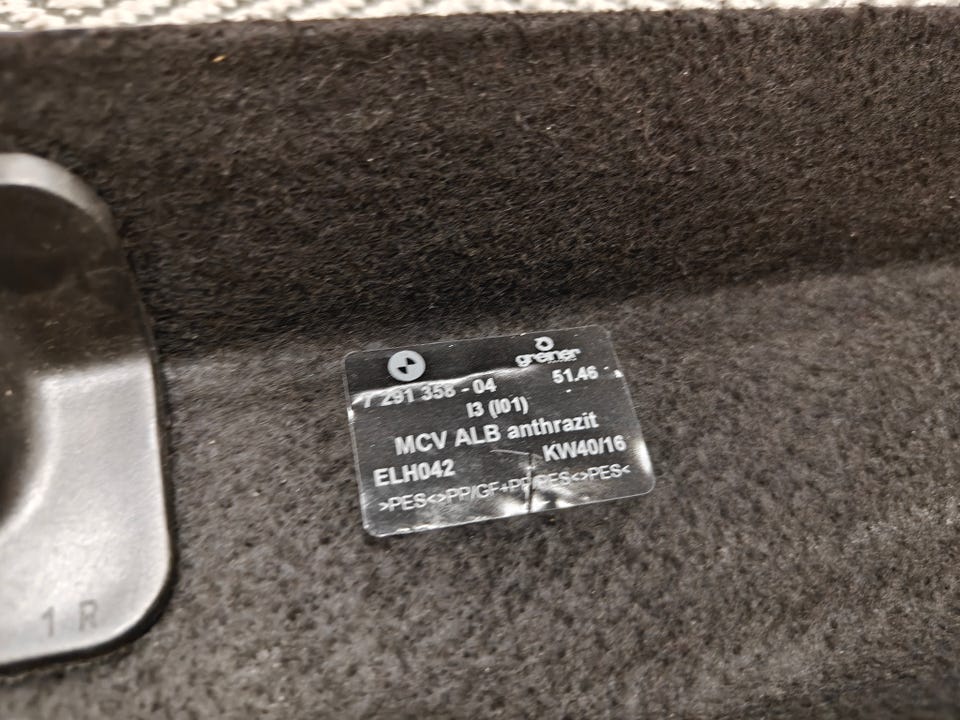 greiner
7 291 358 - 04
51.46
I3 (I01)
MCV ALB anthrazit
ELH042
KW40/16
>PES<>PP/GF+PP/PES<>PES<
1 R